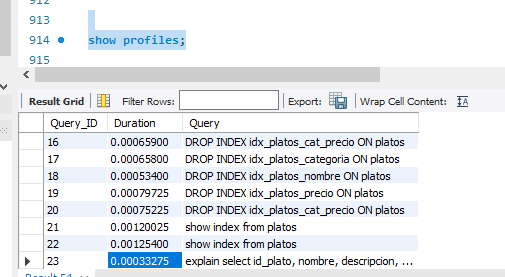 912
913
914 show profiles;
915
Result Grid Filter Rows: Export: Wrap Cell Content:
Query_ID Duration Query
16 0.00065900 DROP INDEX idx_platos_cat_precio ON platos
17 0.00065800 DROP INDEX idx_platos_categoria ON platos
18 0.00053400 DROP INDEX idx_platos_nombre ON platos
19 0.00079725 DROP INDEX idx_platos_precio ON platos
20 0.00075225 DROP INDEX idx_platos_cat_precio ON platos
21 0.00120025 show index from platos
22 0.00125400 show index from platos
23 0.00033275 explain select id_plato, nombre, descripcion, ...